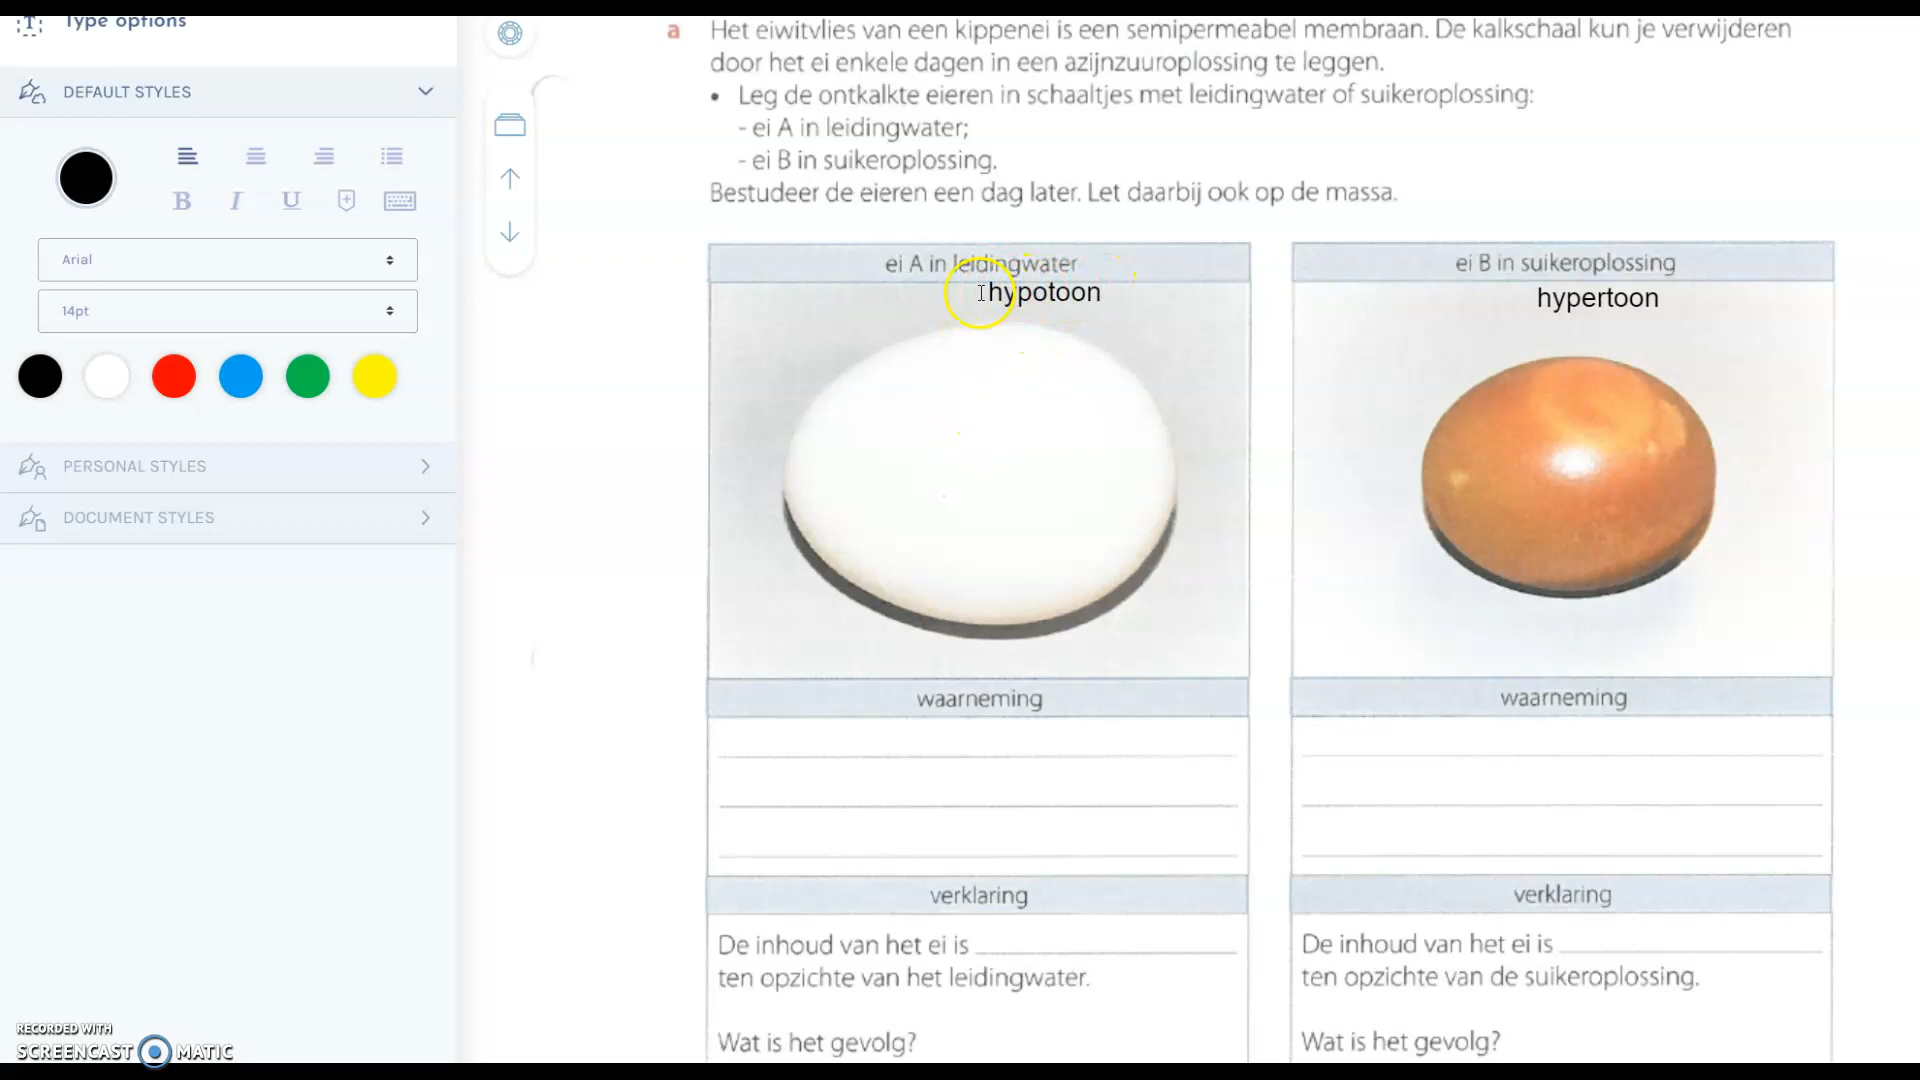 Type options
DEFAULT STYLES
B I U
Arial
14pt
PERSONAL STYLES
DOCUMENT STYLES
RECORDED WITH
SCREENCAST MATIC
a Het eiwitvlies van een kippenei is een semipermeabel membraan. De kalkschaal kun je verwijderen
door het ei enkele dagen in een azijnzuuroplossing te leggen.
• Leg de ontkalkte eieren in schaaltjes met leidingwater of suikeroplossing:
- ei A in leidingwater;
- ei B in suikeroplossing.
Bestudeer de eieren een dag later. Let daarbij ook op de massa.
ei A in leidingwater
hypotoon
waarneming
verklaring
De inhoud van het ei is
ten opzichte van het leidingwater.
Wat is het gevolg?
ei B in suikeroplossing
hypertoon
waarneming
verklaring
De inhoud van het ei is
ten opzichte van de suikeroplossing.
Wat is het gevolg?